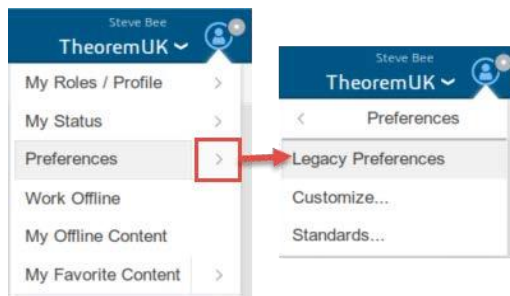 Steve Bee
TheoremUK
My Roles / Profile
My Status
Preferences
Work Offline
My Offline Content
My Favorite Content
Steve Bee
TheoremUK
Preferences
Legacy Preferences
Customize...
Standards...